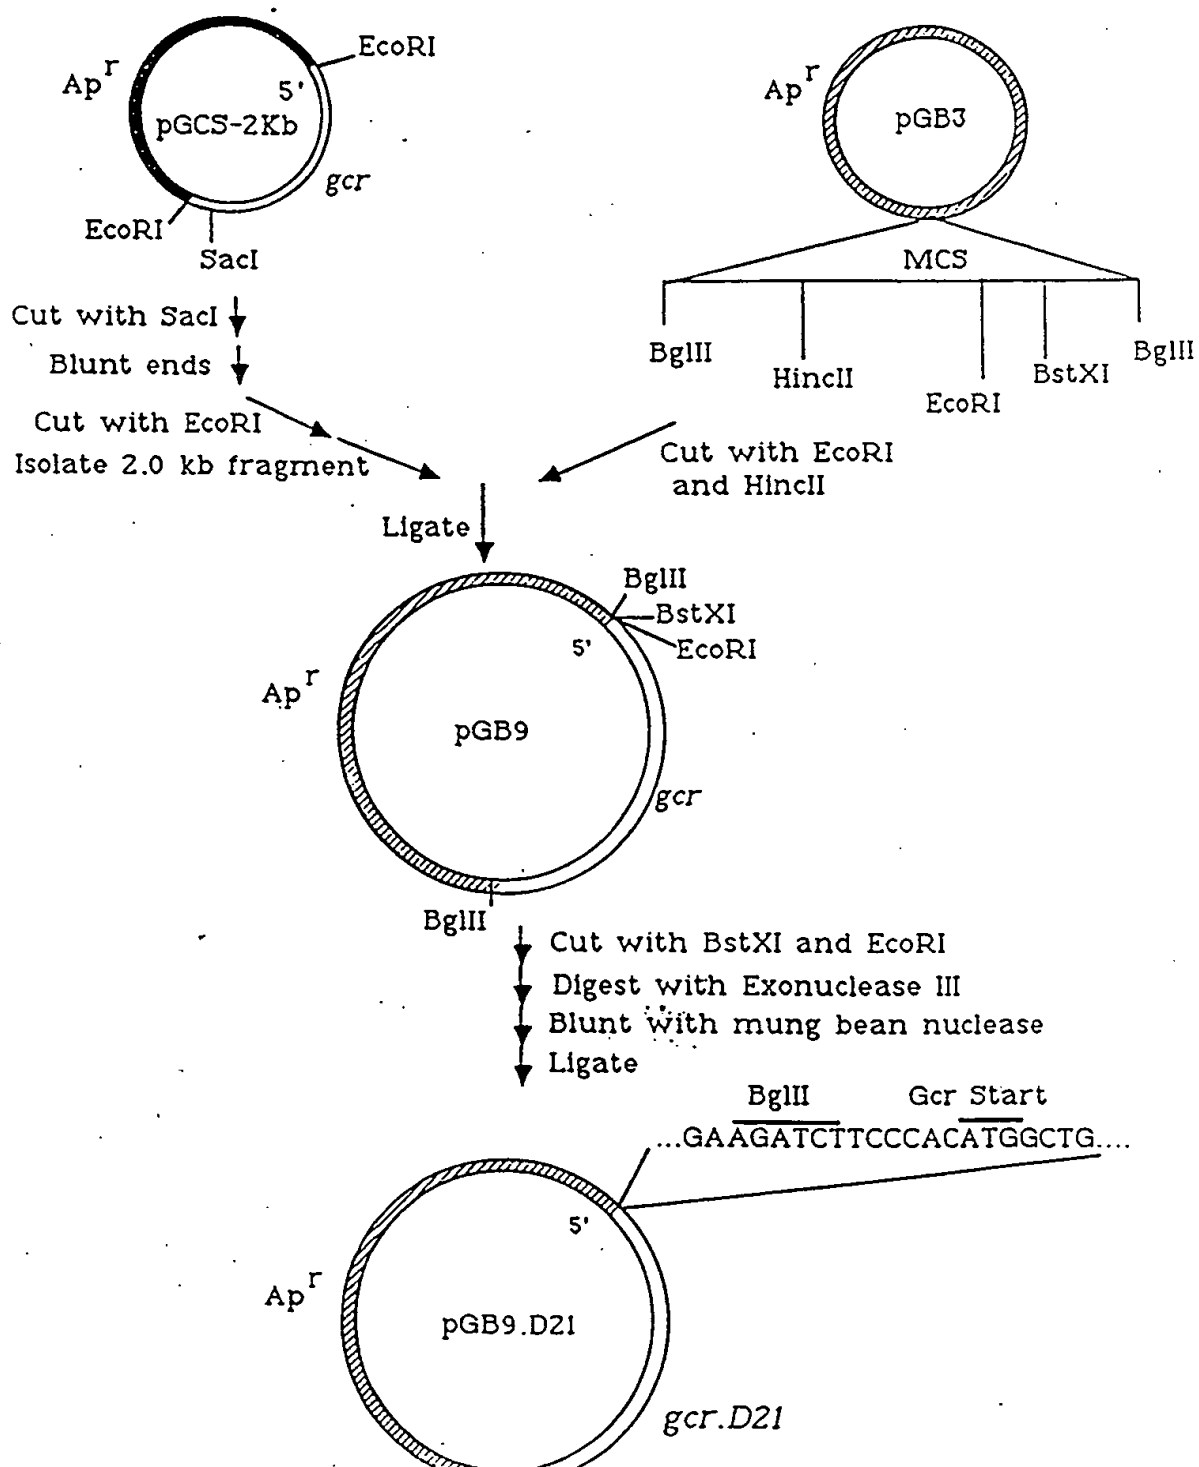 EcoRI
Ap^r
5'
pGCS-2Kb
gcr
EcoRI
SacI
Ap^r
pGB3
MCS
BglII
HincII
EcoRI
BstXI
BglII
Cut with SacI
Blunt ends
Cut with EcoRI
Isolate 2.0 kb fragment
Cut with EcoRI
and HincII
Ligate
BglII
BstXI
EcoRI
5'
Ap^r
pGB9
gcr
BglII
Cut with BstXI and EcoRI
Digest with Exonuclease III
Blunt with mung bean nuclease
Ligate
BglII Gcr Start
...GAAGATCTTCCCACATGGCTG....
5'
Ap^r
pGB9.D21
gcr.D21